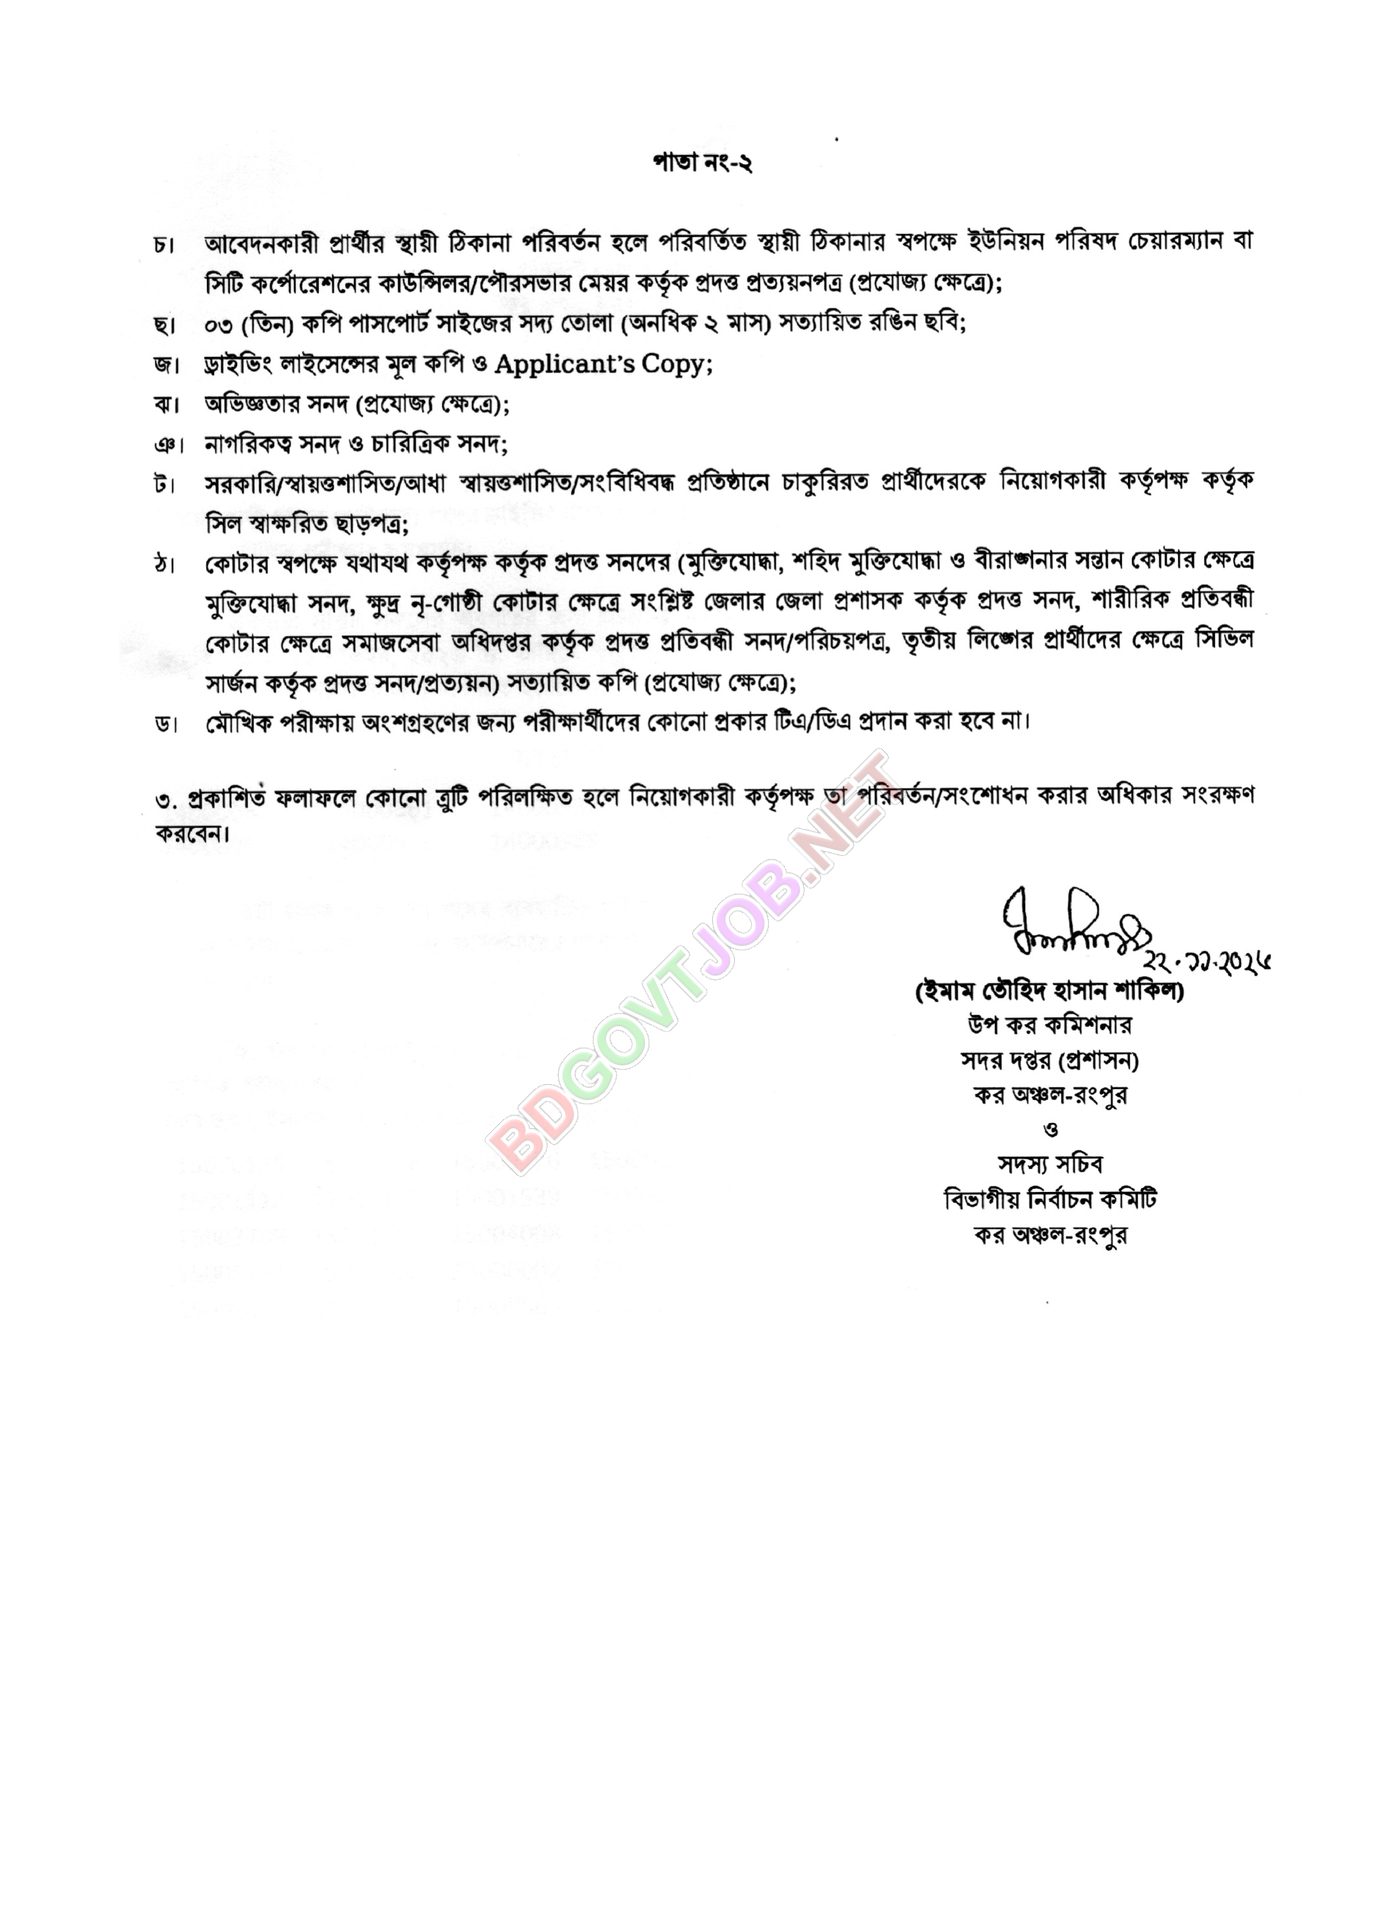 পাতা নং-২
চ। আবেদনকারী প্রার্থীর স্থায়ী ঠিকানা পরিবর্তন হলে পরিবর্তিত স্থায়ী ঠিকানার স্বপক্ষে ইউনিয়ন পরিষদ চেয়ারম্যান বা
সিটি কর্পোরেশনের কাউন্সিলর/পৌরসভার মেয়র কর্তৃক প্রদত্ত প্রত্যয়নপত্র (প্রযোজ্য ক্ষেত্রে);
ছ। ০৩ (তিন) কপি পাসপোর্ট সাইজের সদ্য তোলা (অনধিক ২ মাস) সত্যায়িত রঙিন ছবি;
জ। ড্রাইভিং লাইসেন্সের মূল কপি ও Applicant's Copy;
ঝ। অভিজ্ঞতার সনদ (প্রযোজ্য ক্ষেত্রে);
ঞ। নাগরিকত্ব সনদ ও চারিত্রিক সনদ;
ট। সরকারি/স্বায়ত্তশাসিত/আধা স্বায়ত্তশাসিত/সংবিধিবদ্ধ প্রতিষ্ঠানে চাকুরিরত প্রার্থীদেরকে নিয়োগকারী কর্তৃপক্ষ কর্তৃক
সিল স্বাক্ষরিত ছাড়পত্র;
ঠ। কোটার স্বপক্ষে যথাযথ কর্তৃপক্ষ কর্তৃক প্রদত্ত সনদের (মুক্তিযোদ্ধা, শহিদ মুক্তিযোদ্ধা ও বীরাঙ্গনার সন্তান কোটার ক্ষেত্রে
মুক্তিযোদ্ধা সনদ, ক্ষুদ্র নৃ-গোষ্ঠী কোটার ক্ষেত্রে সংশ্লিষ্ট জেলার জেলা প্রশাসক কর্তৃক প্রদত্ত সনদ, শারীরিক প্রতিবন্ধী
কোটার ক্ষেত্রে সমাজসেবা অধিদপ্তর কর্তৃক প্রদত্ত প্রতিবন্ধী সনদ/পরিচয়পত্র, তৃতীয় লিঙ্গের প্রার্থীদের ক্ষেত্রে সিভিল
সার্জন কর্তৃক প্রদত্ত সনদ/প্রত্যয়ন) সত্যায়িত কপি (প্রযোজ্য ক্ষেত্রে);
ড। মৌখিক পরীক্ষায় অংশগ্রহণের জন্য পরীক্ষার্থীদের কোনো প্রকার টিএ/ডিএ প্রদান করা হবে না।
৩. প্রকাশিত ফলাফলে কোনো ত্রুটি পরিলক্ষিত হলে নিয়োগকারী কর্তৃপক্ষ তা পরিবর্তন/সংশোধন করার অধিকার সংরক্ষণ
করবেন।
BDGOVTJOB.NET
২২.১১.২০২৫
(ইমাম তৌহিদ হাসান শাকিল)
উপ কর কমিশনার
সদর দপ্তর (প্রশাসন)
কর অঞ্চল-রংপুর
ও
সদস্য সচিব
বিভাগীয় নির্বাচন কমিটি
কর অঞ্চল-রংপুর